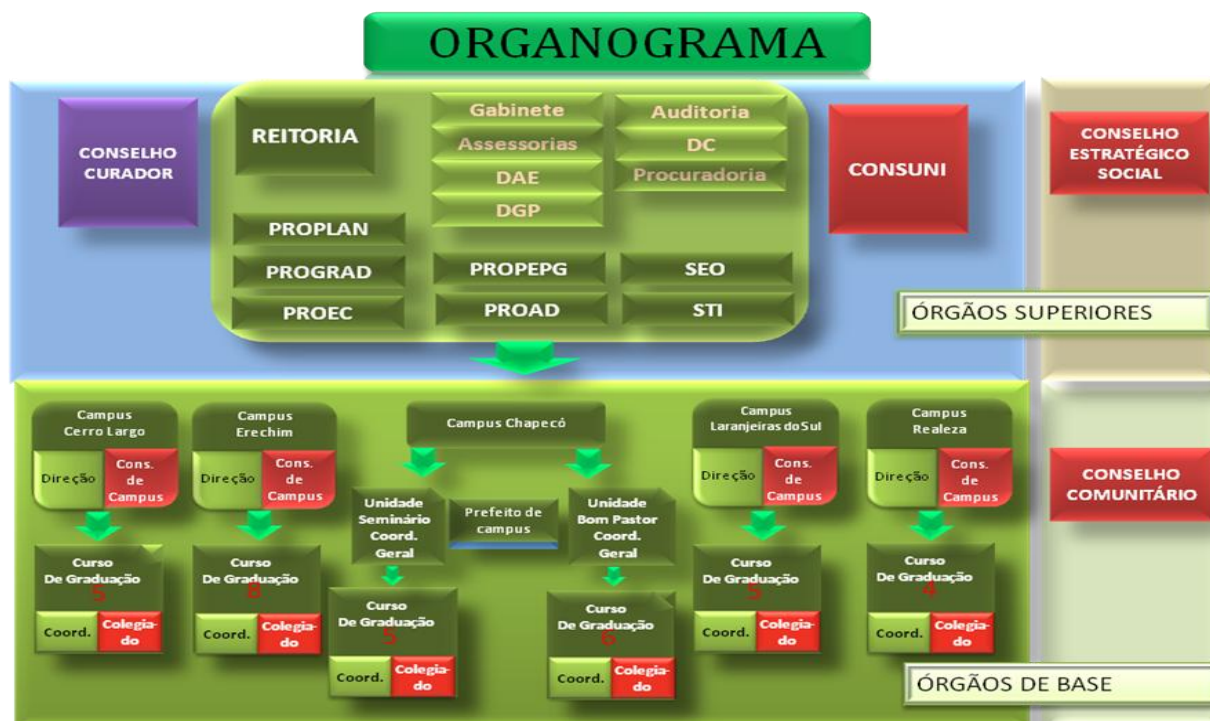 ORGANOGRAMA
CONSELHO
CURADOR
REITORIA
Gabinete
Assessorias
DAE
DGP
Auditoria
DC
Procuradoria
PROPLAN
PROGRAD
PROEC
PROPEPG
PROAD
SEO
STI
CONSUNI
CONSELHO
ESTRATÉGICO
SOCIAL
ÓRGÃOS SUPERIORES
Campus
Cerro Largo
Direção
Cons.
de
Campus
Curso
De Graduação
5
Coord.
Colegia-
do
Campus
Erechim
Direção
Cons.
de
Campus
Curso
De Graduação
8
Coord.
Colegia-
do
Campus Chapecó
Unidade
Seminário
Coord.
Geral
Prefeito de
campus
Unidade
Bom Pastor
Coord.
Geral
Curso
De Graduação
5
Coord.
Colegia-
do
Curso
De Graduação
6
Coord.
Colegia-
do
Campus
Laranjeiras do Sul
Direção
Cons.
de
Campus
Curso
De Graduação
5
Coord.
Colegia-
do
Campus
Realeza
Direção
Cons.
de
Campus
Curso
De Graduação
4
Coord.
Colegia-
do
CONSELHO
COMUNITÁRIO
ÓRGÃOS DE BASE